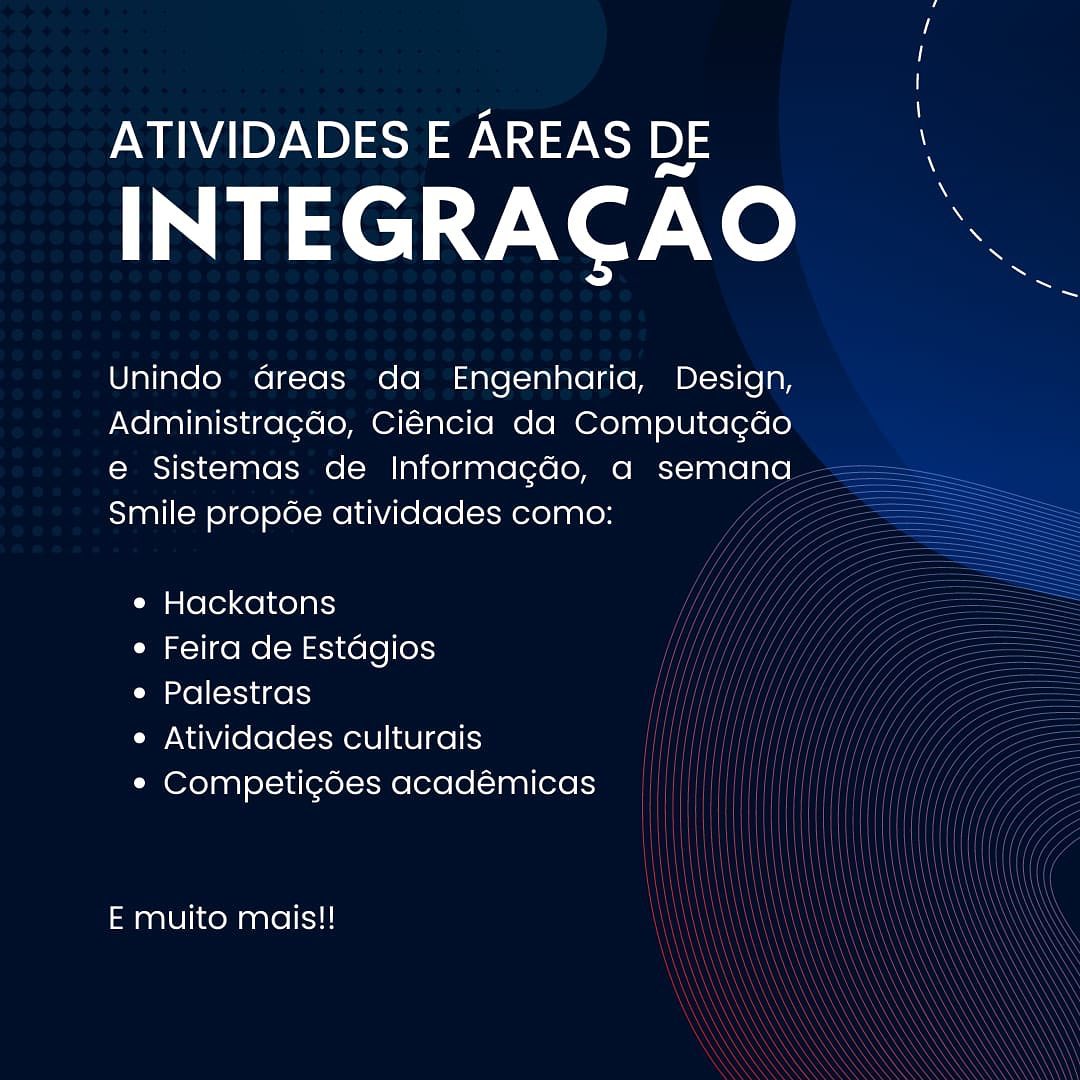 ATIVIDADES E ÁREAS DE
INTEGRAÇÃO
Unindo áreas da Engenharia, Design,
Administração, Ciência da Computação
e Sistemas de Informação, a semana
Smile propõe atividades como:
• Hackatons
• Feira de Estágios
• Palestras
• Atividades culturais
• Competições acadêmicas
E muito mais!!